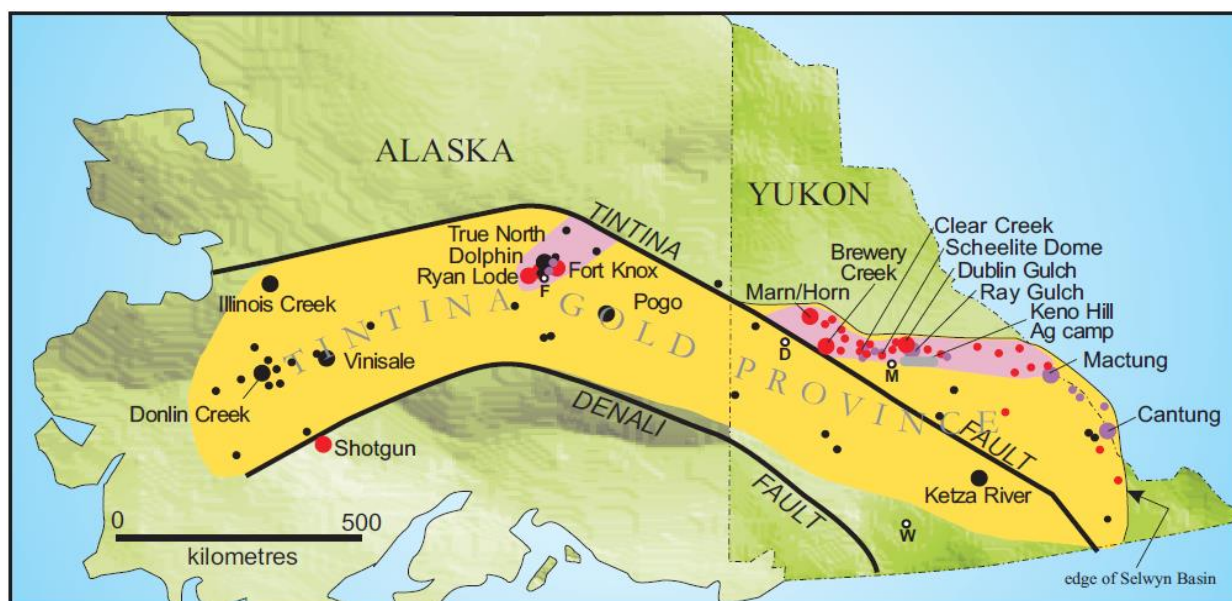 ALASKA
YUKON
TINTINA
FAULT
DENALI
FAULT
TINTINA GOLD PROVINCE
True North
Dolphin
Ryan Lode
Fort Knox
F
Illinois Creek
Pogo
Vinisale
Donlin Creek
Shotgun
Marn/Horn
Brewery
Creek
Clear Creek
Scheelite Dome
Dublin Gulch
Ray Gulch
Keno Hill
Ag camp
Mactung
Cantung
D
M
Ketza River
W
0
500
kilometres
edge of Selwyn Basin